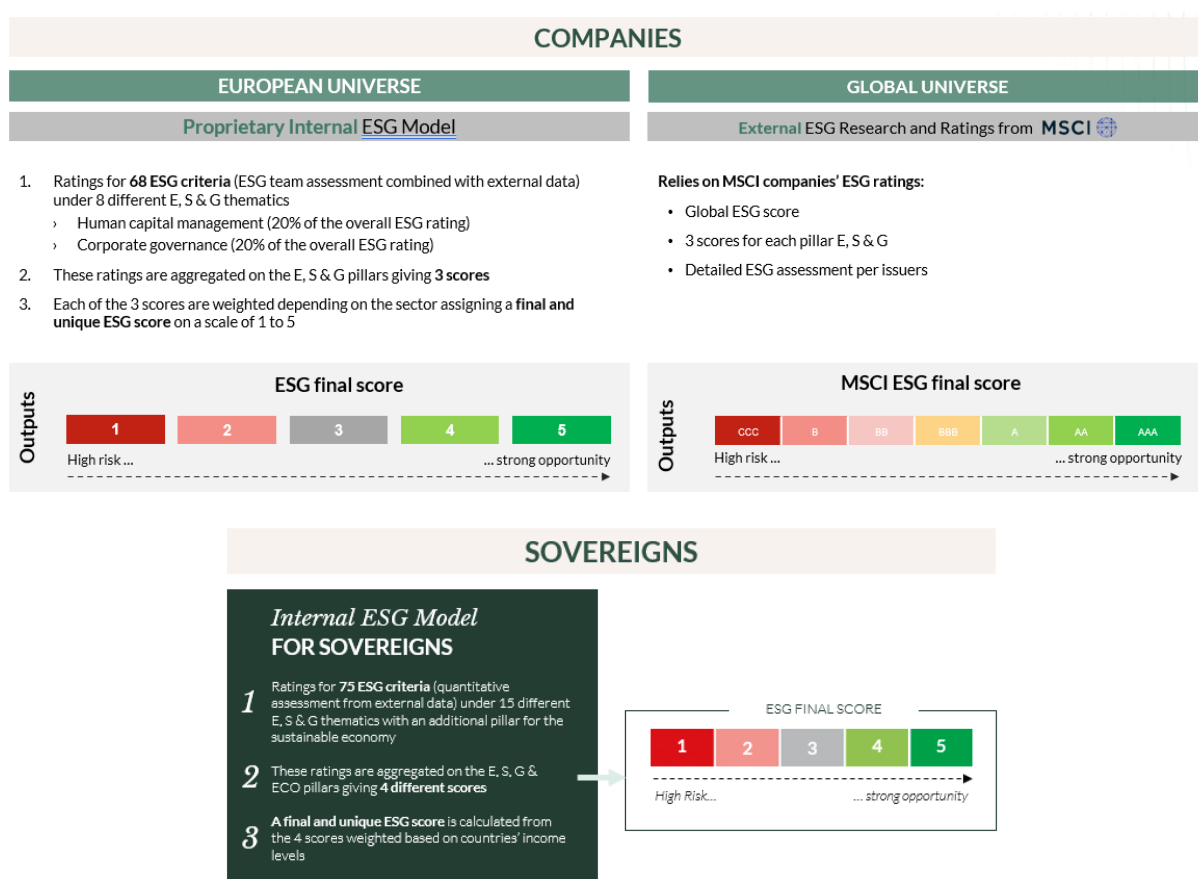 COMPANIES
EUROPEAN UNIVERSE
Proprietary Internal ESG Model
1. Ratings for 68 ESG criteria (ESG team assessment combined with external data)
under 8 different E, S & G thematics
› Human capital management (20% of the overall ESG rating)
› Corporate governance (20% of the overall ESG rating)
2. These ratings are aggregated on the E, S & G pillars giving 3 scores
3. Each of the 3 scores are weighted depending on the sector assigning a final and
unique ESG score on a scale of 1 to 5
Outputs
ESG final score
1 2 3 4 5
High risk ... ... strong opportunity
GLOBAL UNIVERSE
External ESG Research and Ratings from MSCI
Relies on MSCI companies' ESG ratings:
• Global ESG score
• 3 scores for each pillar E, S & G
• Detailed ESG assessment per issuers
Outputs
MSCI ESG final score
CCC B BB BBB A AA AAA
High risk ... ... strong opportunity
SOVEREIGNS
Internal ESG Model
FOR SOVEREIGNS
1 Ratings for 75 ESG criteria (quantitative
assessment from external data) under 15 different
E, S & G thematics with an additional pillar for the
sustainable economy
2 These ratings are aggregated on the E, S, G &
ECO pillars giving 4 different scores
3 A final and unique ESG score is calculated from
the 4 scores weighted based on countries' income
levels
ESG FINAL SCORE
1 2 3 4 5
High Risk... ... strong opportunity